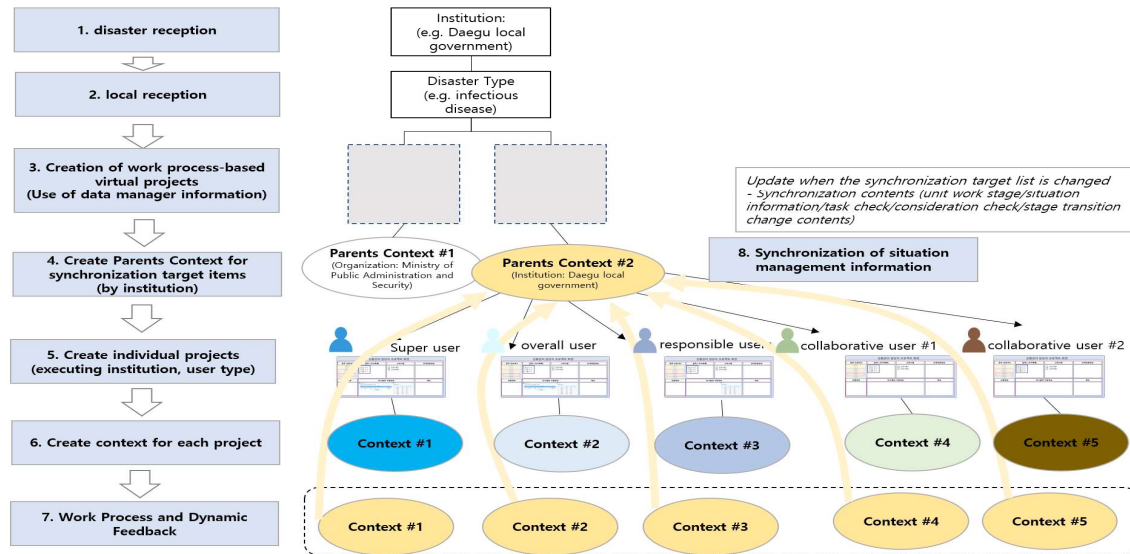 1. disaster reception
2. local reception
3. Creation of work process-based
virtual projects
(Use of data manager information)
4. Create Parents Context for
synchronization target items
(by institution)
5. Create individual projects
(executing institution, user type)
6. Create context for each project
7. Work Process and Dynamic
Feedback
Institution:
(e.g. Daegu local
government)
Disaster Type
(e.g. infectious
disease)
Update when the synchronization target list is changed
- Synchronization contents (unit work stage/situation
information/task check/consideration check/stage transition
change contents)
8. Synchronization of situation
management information
Parents Context #1
(Organization: Ministry of
Public Administration and
Security)
Parents Context #2
(Institution: Daegu local
government)
Super user
overall user
responsible user
collaborative user #1
collaborative user #2
Context #1
Context #2
Context #3
Context #4
Context #5
Context #1
Context #2
Context #3
Context #4
Context #5